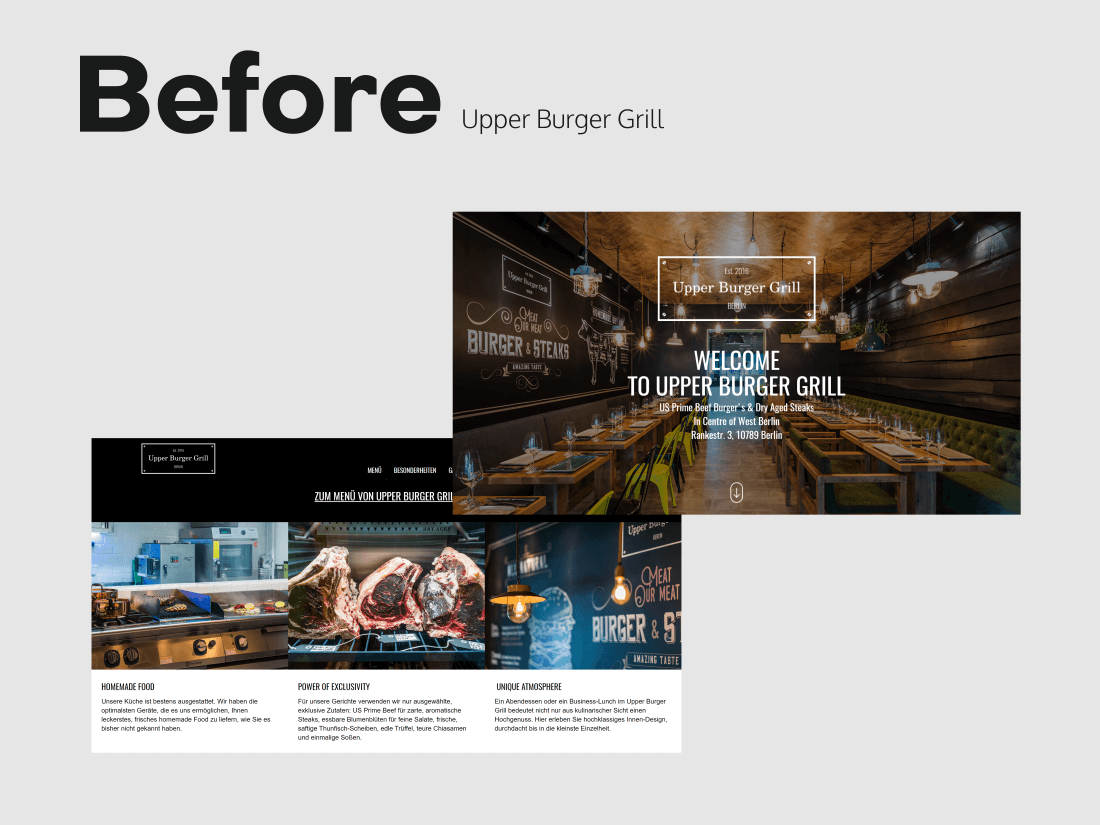 Before Upper Burger Grill
Est. 2016
Upper Burger Grill
BERLIN
Upper Burger Grill
MEAT
OUR MEAT
BURGER & STEAKS
AMAZING TASTE
WELCOME
TO UPPER BURGER GRILL
US Prime Beef Burger`s & Dry Aged Steaks
In Centre of West Berlin
Rankestr. 3, 10789 Berlin
Upper Burger Grill
BERLIN
MENÜ BESONDERHEITEN
ZUM MENÜ VON UPPER BURGER GRIL
Upper Burg
BERLIN
MEAT
OUR MEAT
BURGER & S
AMAZING TASTE
HOMEMADE FOOD
Unsere Küche ist bestens ausgestattet. Wir haben die
optimalsten Geräte, die es uns ermöglichen, Ihnen
leckerstes, frisches homemade Food zu liefern, wie Sie es
bisher nicht gekannt haben.
POWER OF EXCLUSIVITY
Für unsere Gerichte verwenden wir nur ausgewählte,
exklusive Zutaten: US Prime Beef für zarte, aromatische
Steaks, essbare Blumenblüten für feine Salate, frische,
saftige Thunfisch-Scheiben, edle Trüffel, teure Chiasamen
und einmalige Soßen.
UNIQUE ATMOSPHERE
Ein Abendessen oder ein Business-Lunch im Upper Burger
Grill bedeutet nicht nur aus kulinarischer Sicht einen
Hochgenuss. Hier erleben Sie hochklassiges Innen-Design,
durchdacht bis in die kleinste Einzelheit.